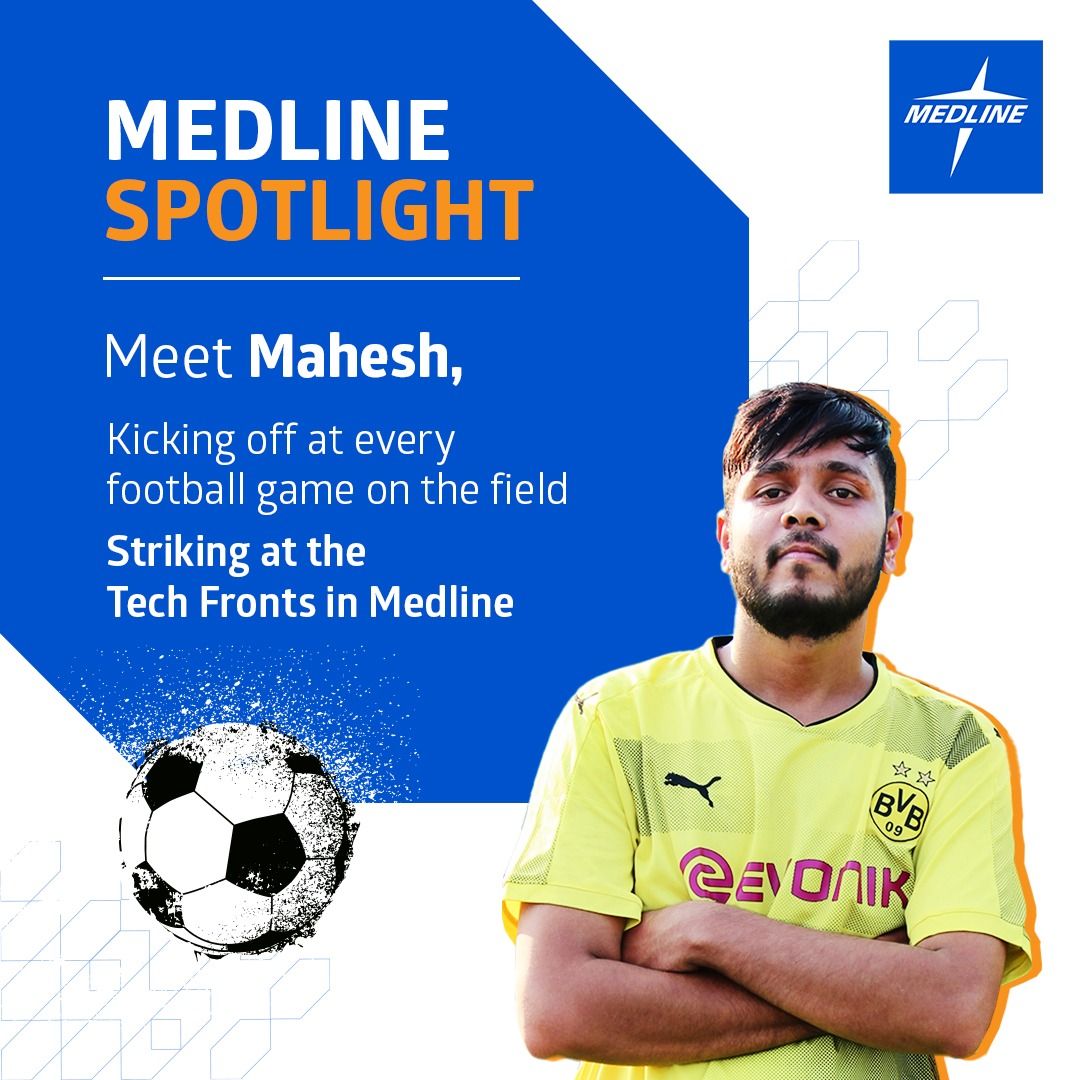 MEDLINE
SPOTLIGHT
MEDLINE
Meet Mahesh,
Kicking off at every
football game on the field
Striking at the
Tech Fronts in Medline
BVB
09
EVONIK